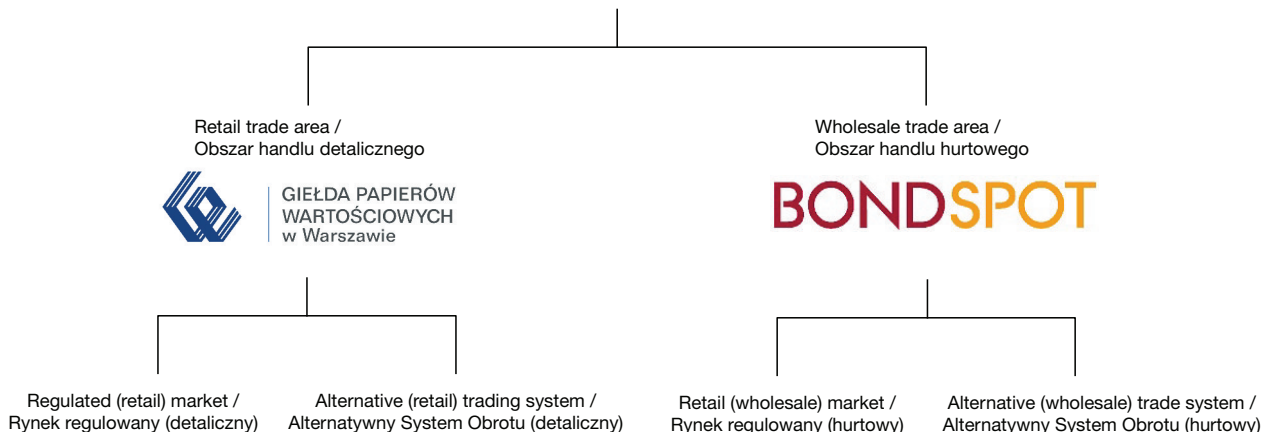 Retail trade area /
Obszar handlu detalicznego
Wholesale trade area /
Obszar handlu hurtowego
GIEŁDA PAPIERÓW
WARTOŚCIOWYCH
w Warszawie
BONDSPOT
Regulated (retail) market /
Rynek regulowany (detaliczny)
Alternative (retail) trading system /
Alternatywny System Obrotu (detaliczny)
Retail (wholesale) market /
Rynek regulowany (hurtowy)
Alternative (wholesale) trade system /
Alternatywny System Obrotu (hurtowy)